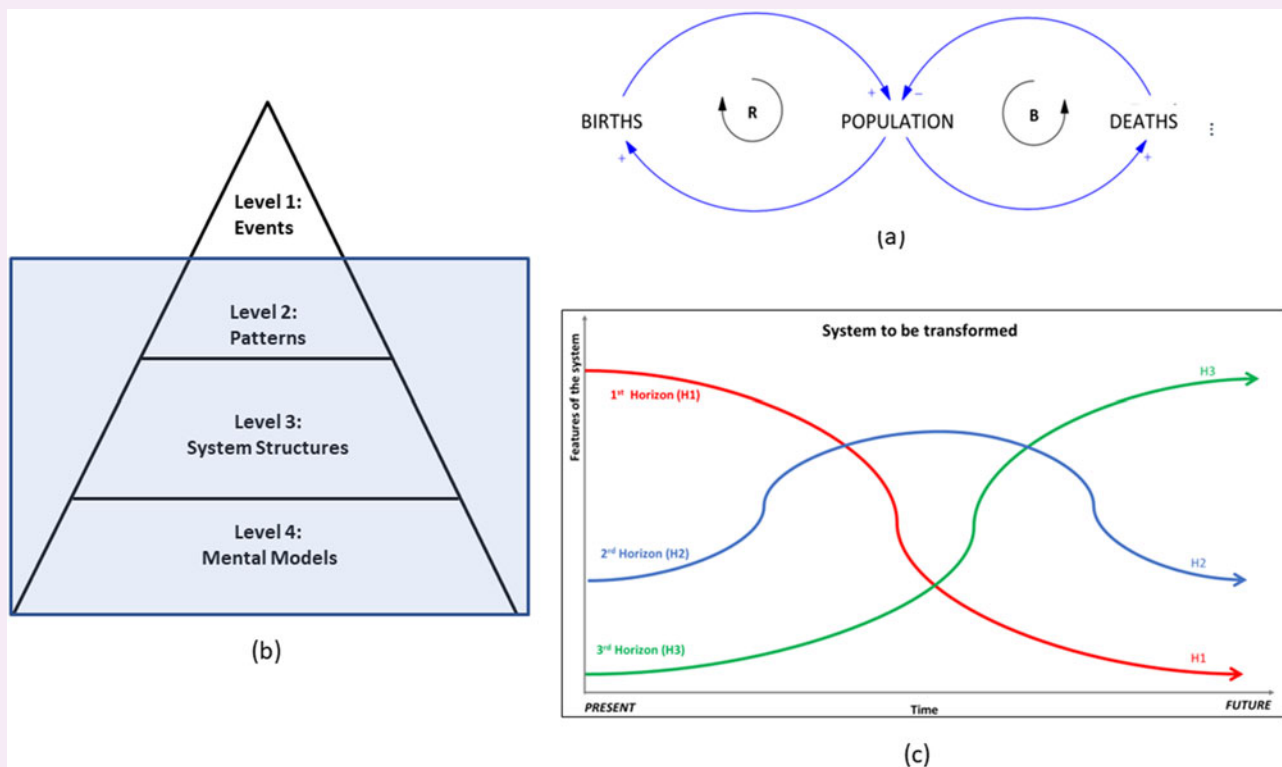 BIRTHS
+
R
+
POPULATION
−
B
DEATHS
+
⋮
(a)
Level 1:
Events
Level 2:
Patterns
Level 3:
System Structures
Level 4:
Mental Models
(b)
System to be transformed
Features of the system
1st Horizon (H1)
2rd Horizon (H2)
3rd Horizon (H3)
H3
H2
H1
PRESENT
Time
FUTURE
(c)